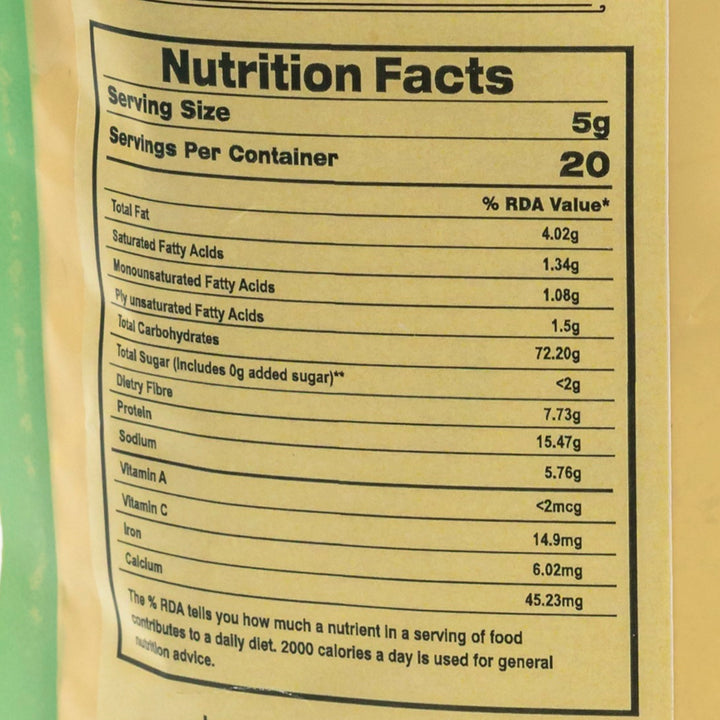 Nutrition Facts
Serving Size 5g
Servings Per Container 20
% RDA Value*
Total Fat 4.02g
Saturated Fatty Acids 1.34g
Monounsaturated Fatty Acids 1.08g
Ply unsaturated Fatty Acids 1.5g
Total Carbohydrates 72.20g
Total Sugar (Includes 0g added sugar)** <2g
Dietry Fibre 7.73g
Protein 15.47g
Sodium 5.76g
Vitamin A <2mcg
Vitamin C 14.9mg
Iron 6.02mg
Calcium 45.23mg
The % RDA tells you how much a nutrient in a serving of food
contributes to a daily diet. 2000 calories a day is used for general
nutrition advice.